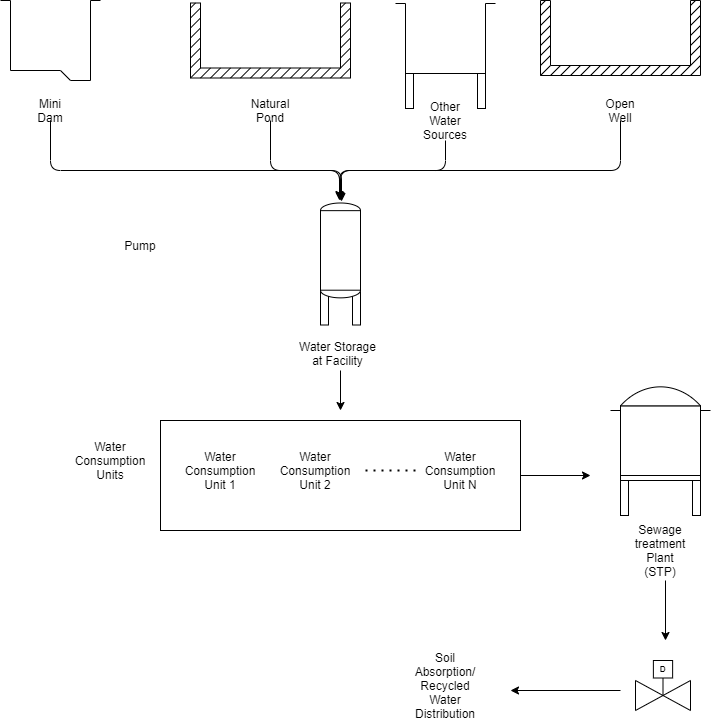 Mini
Dam
Natural
Pond
Other
Water
Sources
Open
Well
Pump
Water Storage
at Facility
Water
Consumption
Units
Water
Consumption
Unit 1
Water
Consumption
Unit 2
.......
Water
Consumption
Unit N
Sewage
treatment
Plant
(STP)
D
Soil
Absorption/
Recycled
Water
Distribution